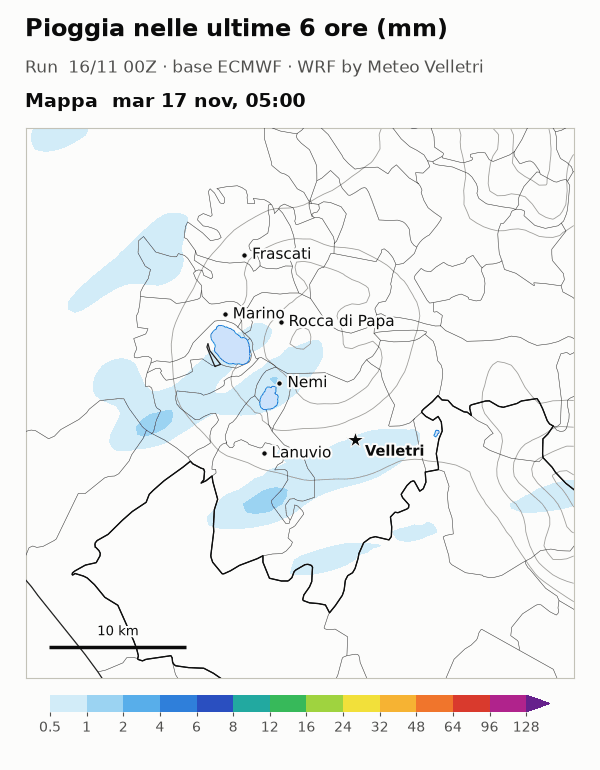 Pioggia nelle ultime 6 ore (mm)
Run  16/11 00Z · base ECMWF · WRF by Meteo Velletri
Mappa  mar 17 nov, 05:00
Frascati
Marino
Rocca di Papa
Nemi
Velletri
Lanuvio
10 km
0.5 1 2 4 6 8 12 16 24 32 48 64 96 128